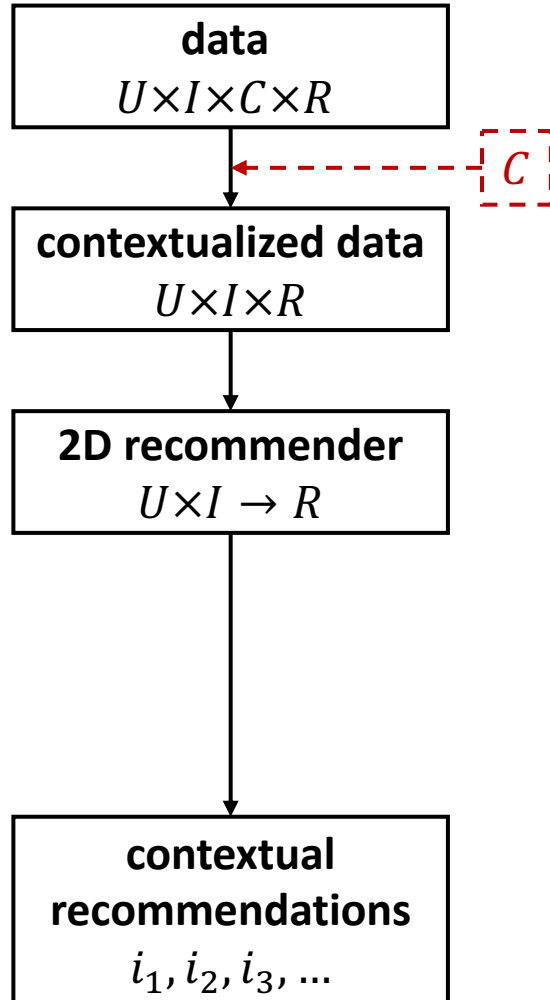 data
U×I×C×R
C
contextualized data
U×I×R
2D recommender
U×I → R
contextual
recommendations
i₁, i₂, i₃, …